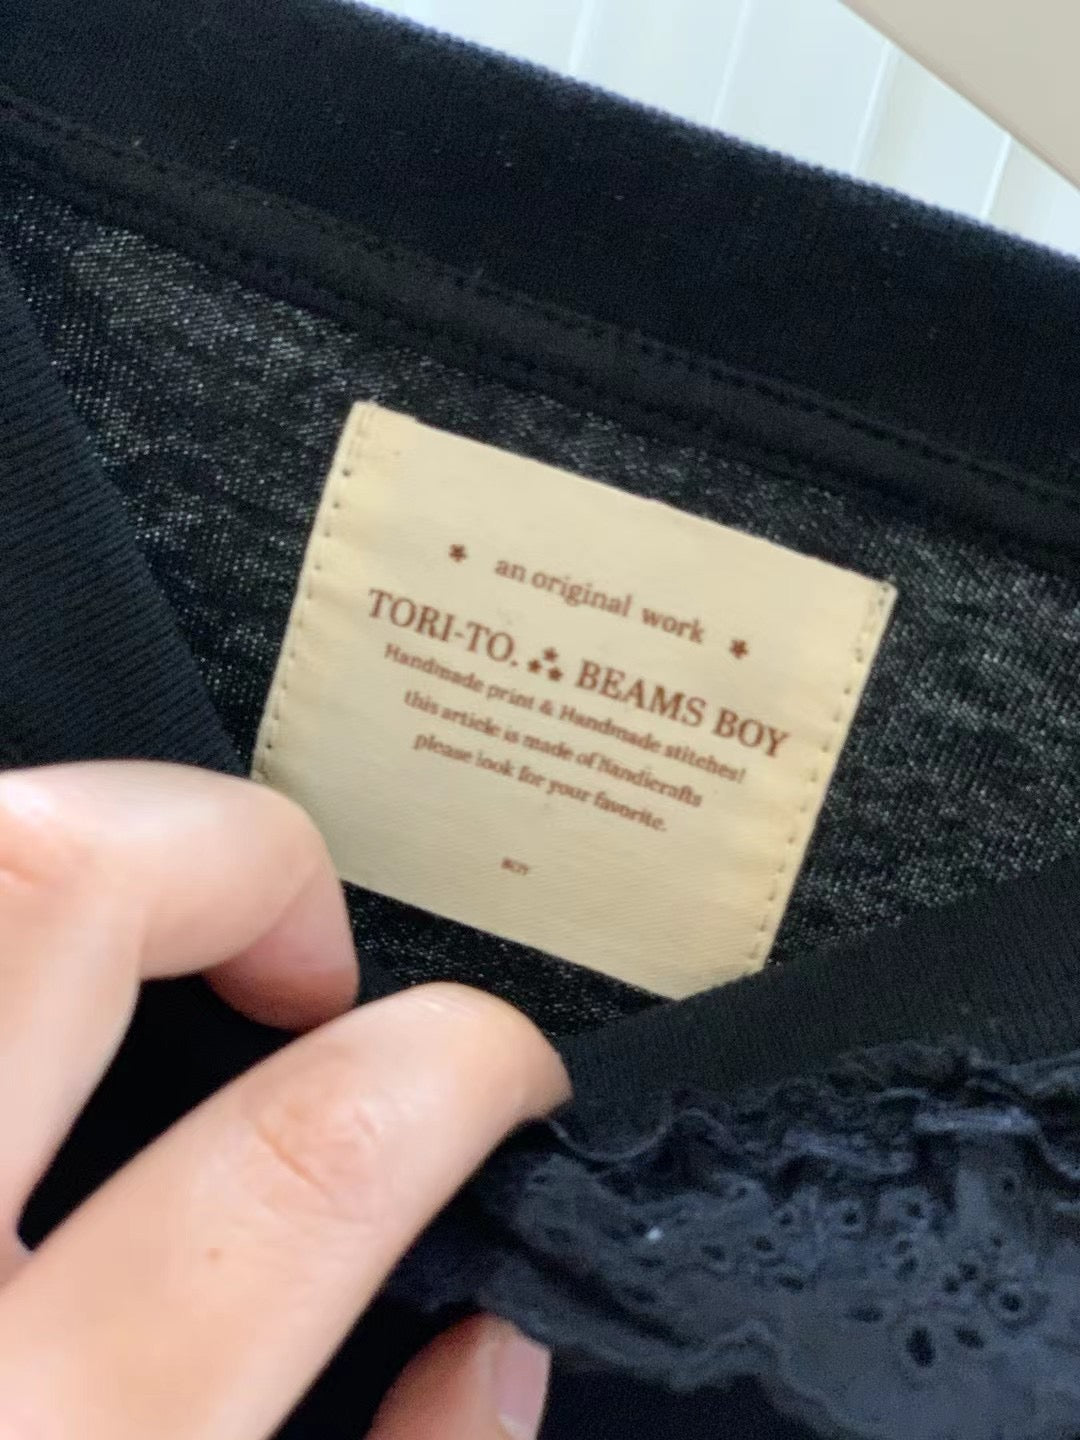 an original work
TORI-TO. BEAMS BOY
Handmade print & Handmade stitches!
this article is made of handicrafts
please look for your favorite.